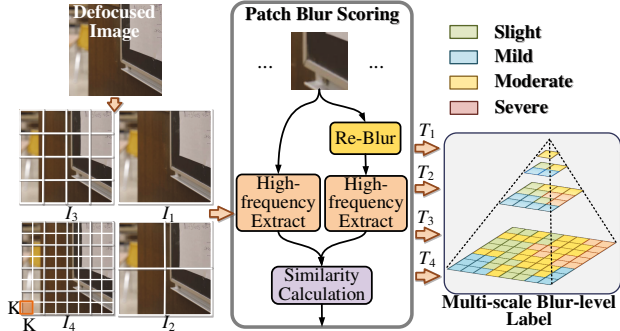 Defocused
Image
I3
I1
K
K
I4
I2
Patch Blur Scoring
...
...
Re-Blur
High-
frequency
Extract
High-
frequency
Extract
Similarity
Calculation
Slight
Mild
Moderate
Severe
T1
T2
T3
T4
Multi-scale Blur-level
Label